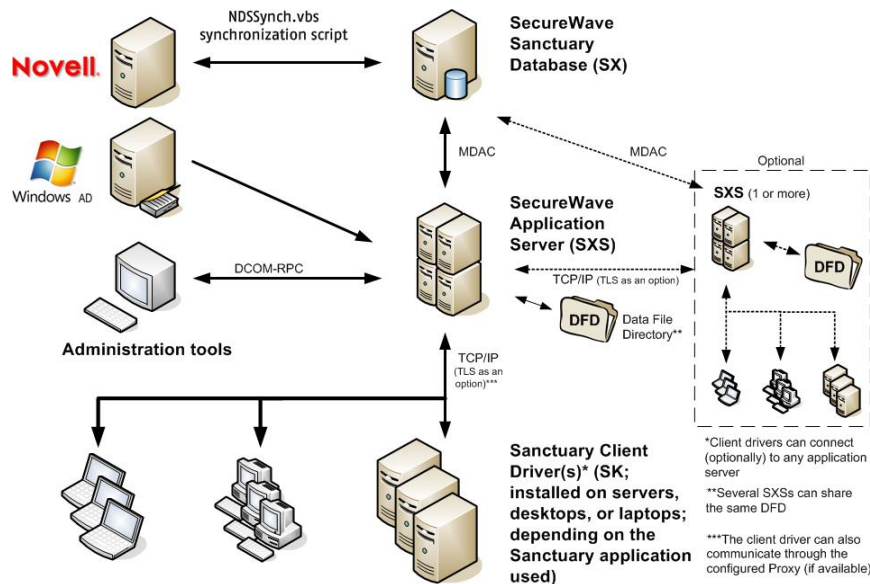 NDSSynch.vbs
synchronization script
Novell.
SecureWave
Sanctuary
Database (SX)
MDAC
MDAC
Windows AD
SecureWave
Application
Server (SXS)
Optional
SXS (1 or more)
DFD
DCOM-RPC
TCP/IP (TLS as an option)
DFD
Data File
Directory**
Administration tools
TCP/IP
(TLS as an
option)***
Sanctuary Client
Driver(s)* (SK;
installed on servers,
desktops, or laptops;
depending on the
Sanctuary application
used)
*Client drivers can connect
(optionally) to any application
server
**Several SXSs can share
the same DFD
***The client driver can also
communicate through the
configured Proxy (if available)